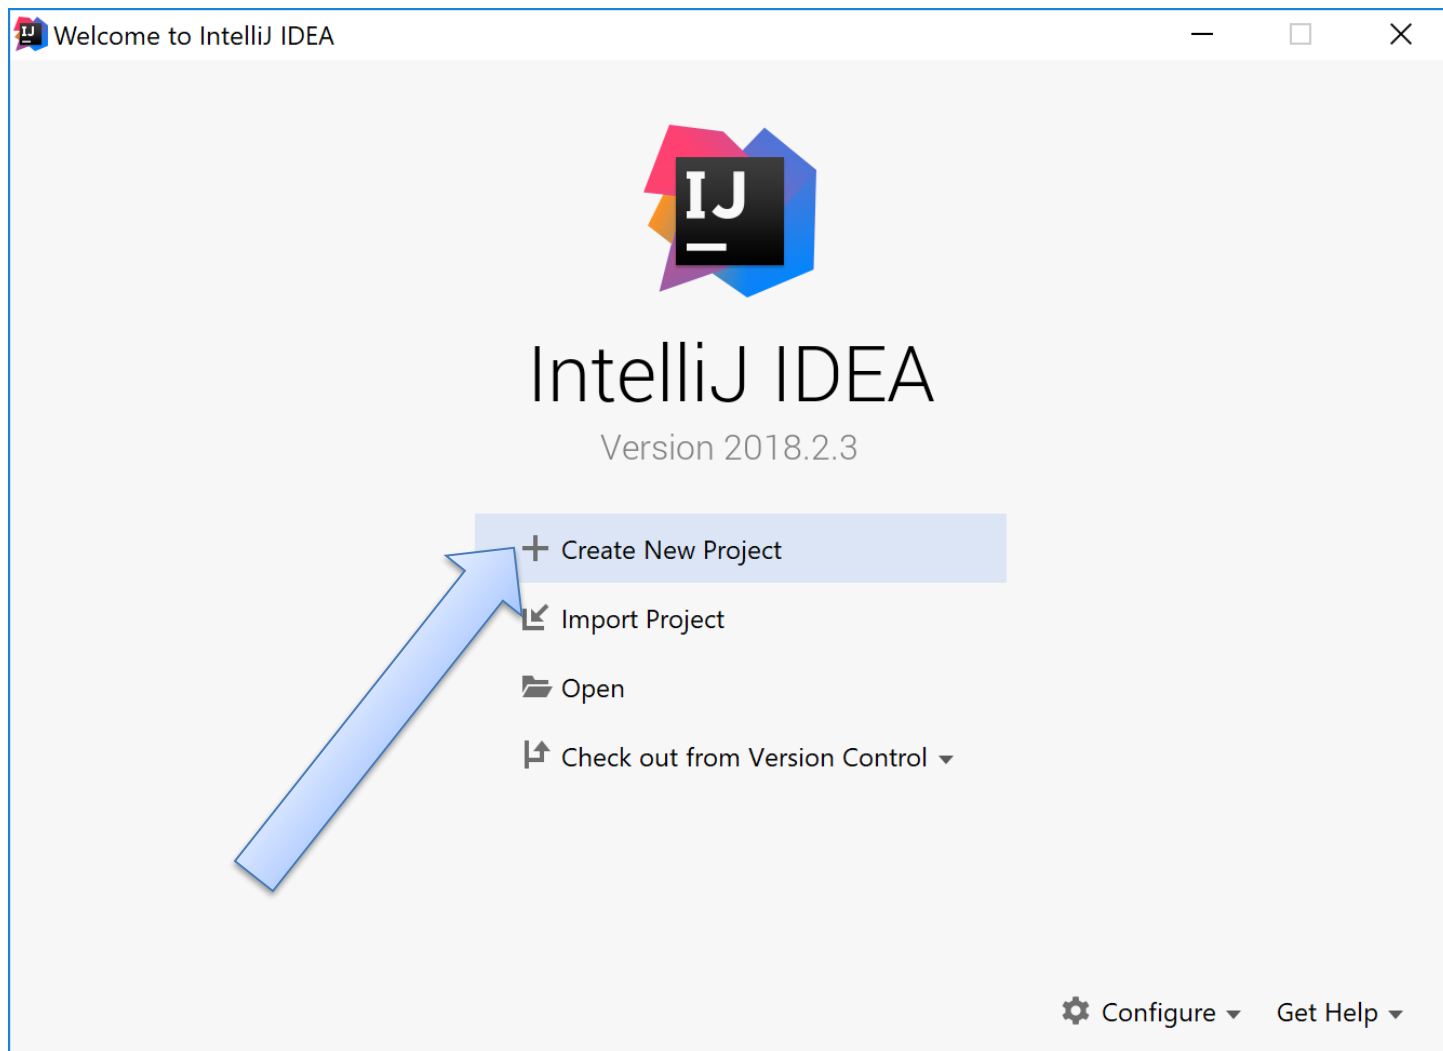 Welcome to IntelliJ IDEA
IJ
IntelliJ IDEA
Version 2018.2.3
Create New Project
Import Project
Open
Check out from Version Control
Configure
Get Help